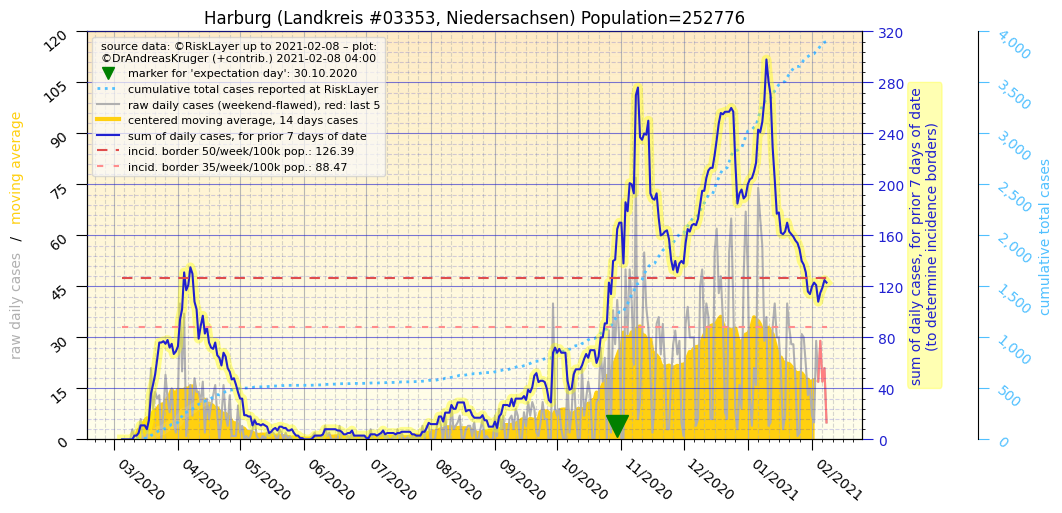 Harburg (Landkreis #03353, Niedersachsen) Population=252776
source data: ©RiskLayer up to 2021-02-08 – plot:
©DrAndreasKruger (+contrib.) 2021-02-08 04:00
marker for 'expectation day': 30.10.2020
cumulative total cases reported at RiskLayer
raw daily cases (weekend-flawed), red: last 5
centered moving average, 14 days cases
sum of daily cases, for prior 7 days of date
incid. border 50/week/100k pop.: 126.39
incid. border 35/week/100k pop.: 88.47
raw daily cases / moving average
120
105
90
75
60
45
30
15
0
03/2020
04/2020
05/2020
06/2020
07/2020
08/2020
09/2020
10/2020
11/2020
12/2020
01/2021
02/2021
320
280
240
200
160
120
80
40
0
sum of daily cases, for prior 7 days of date
(to determine incidence borders)
4,000
3,500
3,000
2,500
2,000
1,500
1,000
500
0
cumulative total cases